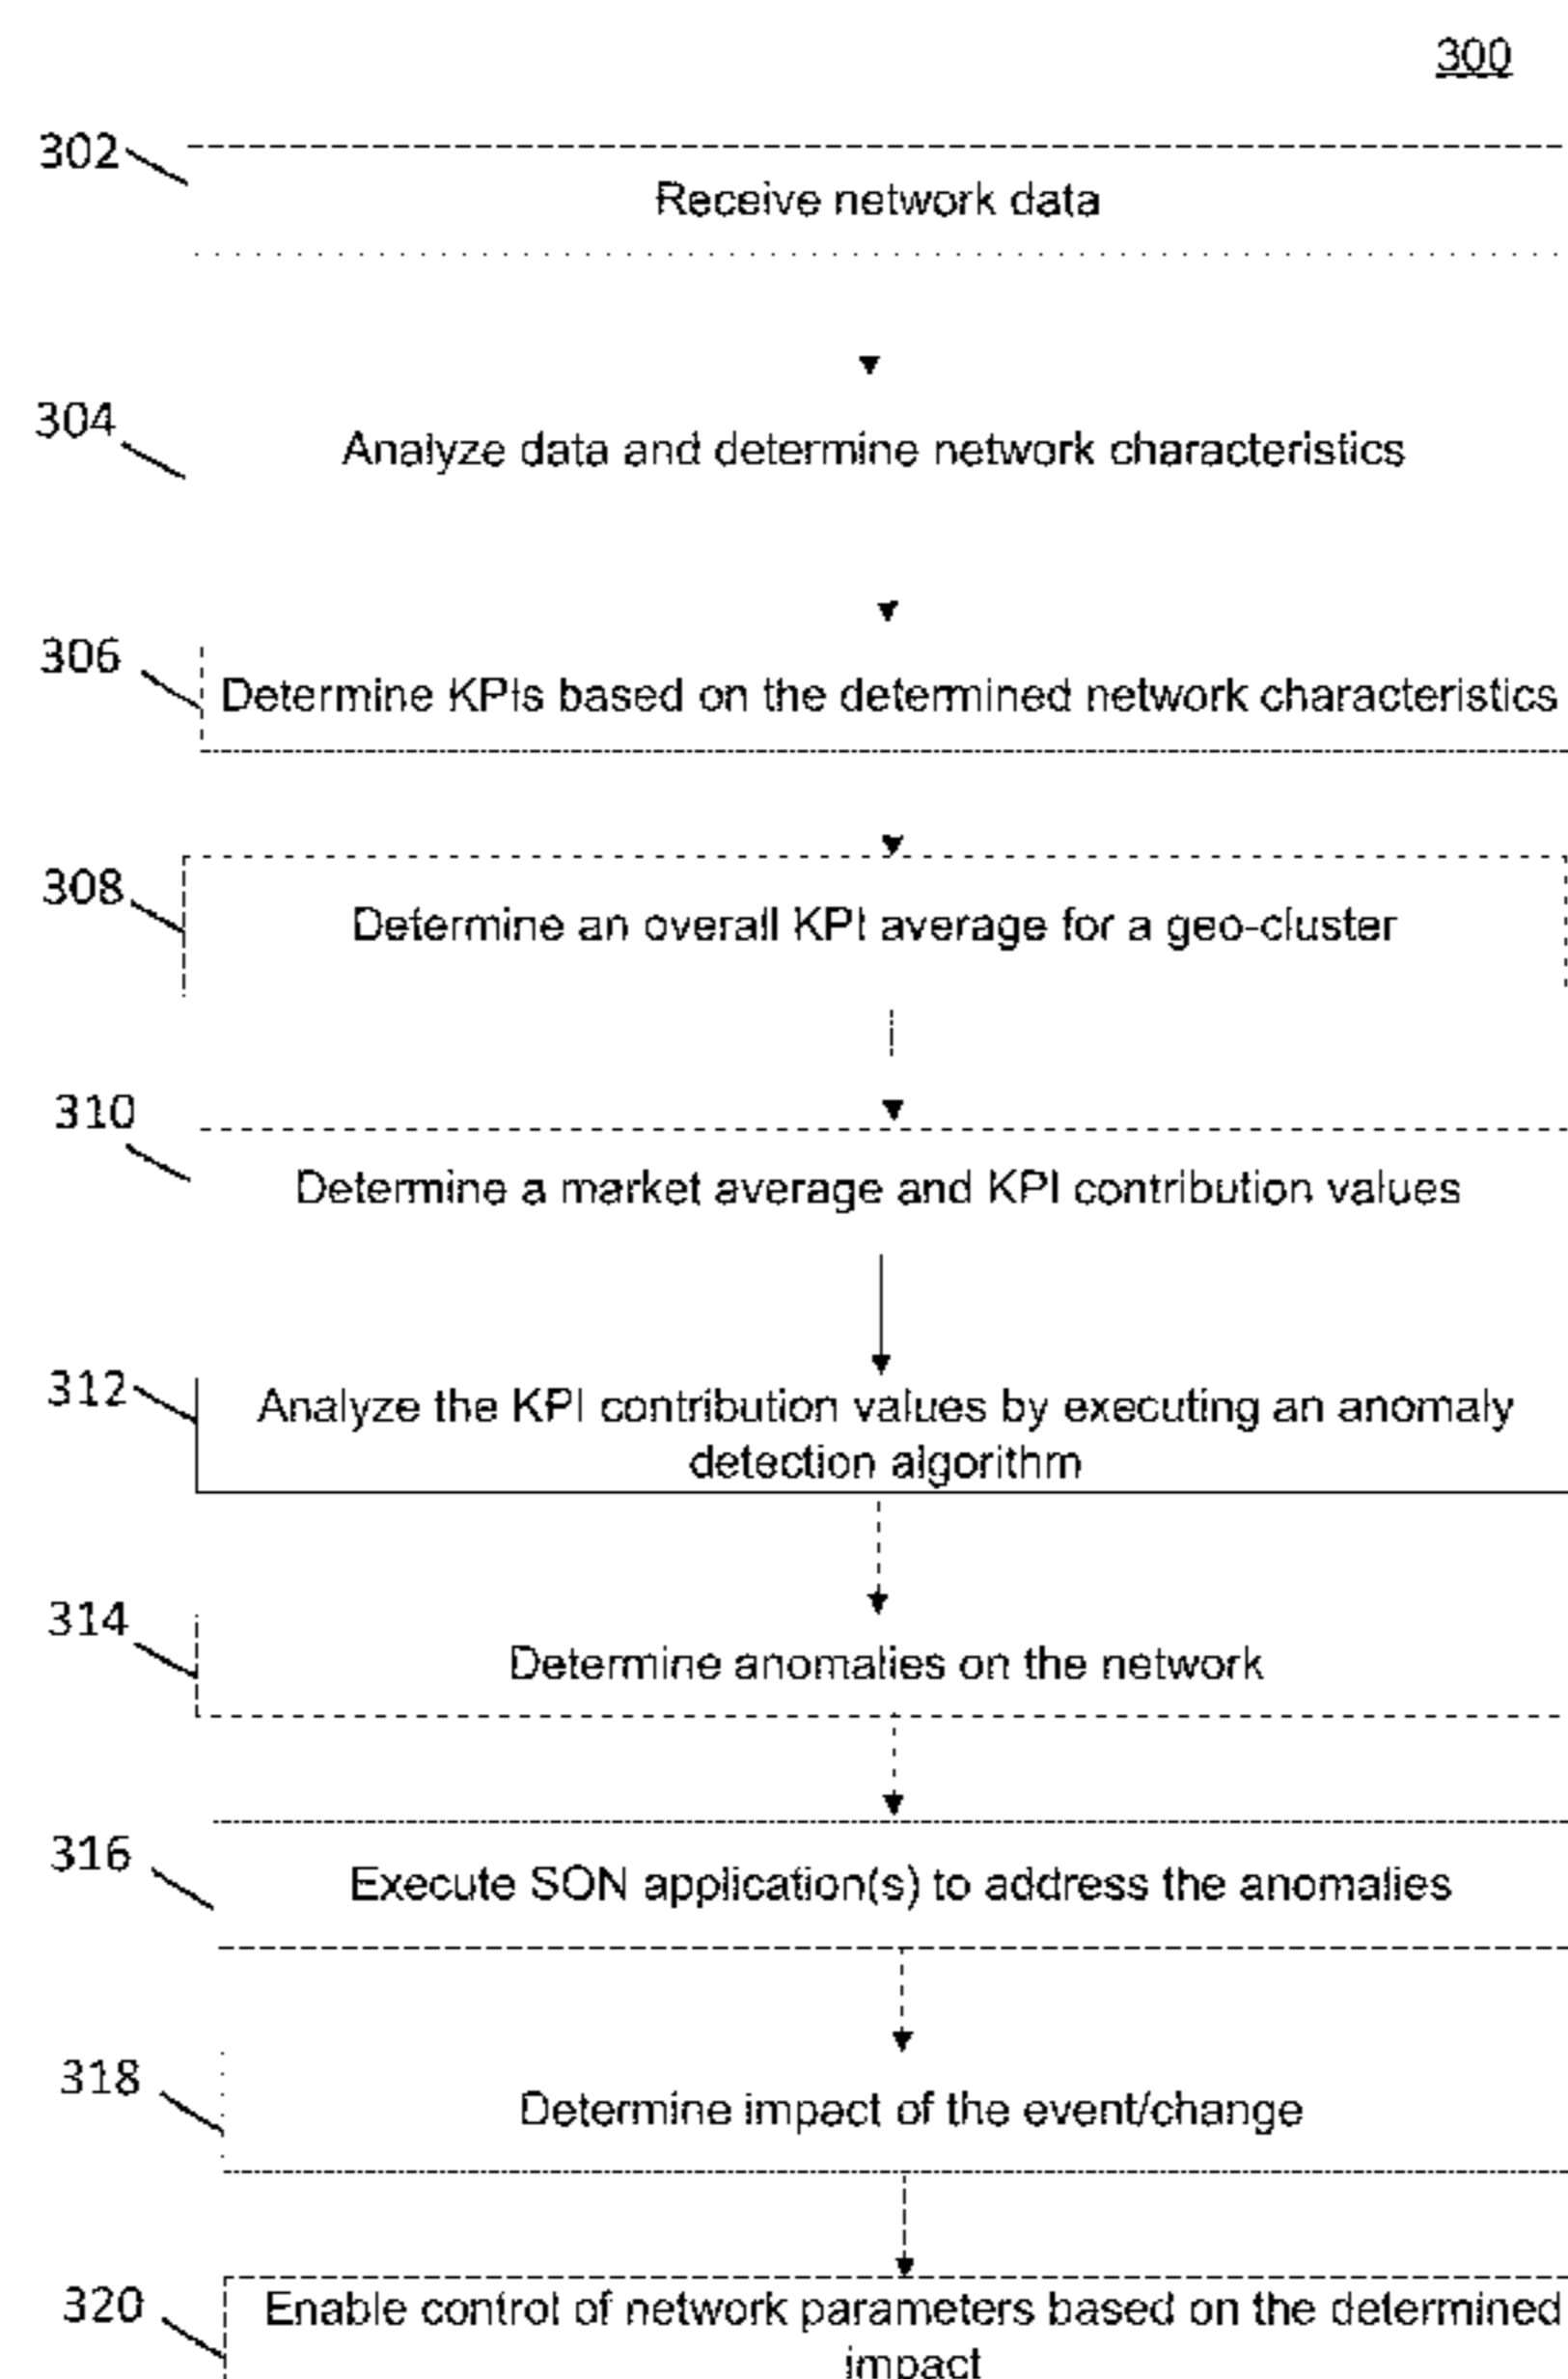 300
302
Receive network data
304
Analyze data and determine network characteristics
306
Determine KPIs based on the determined network characteristics
308
Determine an overall KPI average for a geo-cluster
310
Determine a market average and KPI contribution values
312
Analyze the KPI contribution values by executing an anomaly
detection algorithm
314
Determine anomalies on the network
316
Execute SON application(s) to address the anomalies
318
Determine impact of the event/change
320
Enable control of network parameters based on the determined
impact